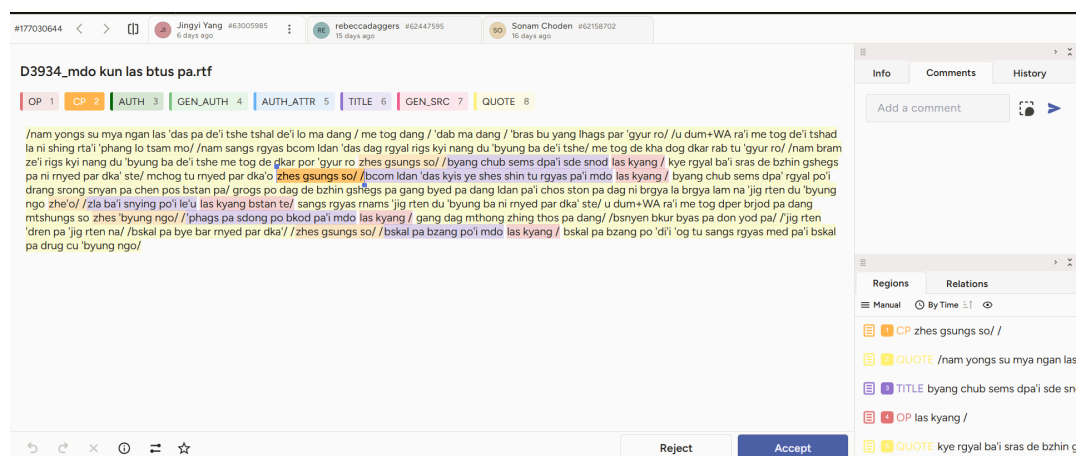 #177030644
JI Jingyi Yang #63005985
6 days ago
RE rebeccadaggers #62447595
15 days ago
SO Sonam Choden #62158702
16 days ago
D3934_mdo kun las btus pa.rtf
OP 1 CP 2 AUTH 3 GEN_AUTH 4 AUTH_ATTR 5 TITLE 6 GEN_SRC 7 QUOTE 8
/nam yongs su mya ngan las 'das pa de'i tshe tshal de'i lo ma dang / me tog dang / 'dab ma dang / 'bras bu yang lhags par 'gyur ro/ /u dum+WA ra'i me tog de'i tshad
la ni shing rta'i 'phang lo tsam mo/ /nam sangs rgyas bcom ldan 'das dag rgyal rigs kyi nang du 'byung ba de'i tshe/ me tog de kha dog dkar rab tu 'gyur ro/ /nam bram
ze'i rigs kyi nang du 'byung ba de'i tshe me tog de dkar por 'gyur ro zhes gsungs so/ /byang chub sems dpa'i sde snod las kyang / kye rgyal ba'i sras de bzhin gshegs
pa ni rnyed par dka' ste/ mchog tu rnyed par dka'o zhes gsungs so/ /bcom ldan 'das kyis ye shes shin tu rgyas pa'i mdo las kyang / byang chub sems dpa' rgyal po'i
drang srong snyan pa chen pos bstan pa/ grogs po dag de bzhin gshegs pa gang byed pa dang ldan pa'i chos ston pa dag ni brgya la brgya lam na 'jig rten du 'byung
ngo zhe'o/ /zla ba'i snying po'i le'u las kyang bstan te/ sangs rgyas rnams 'jig rten du 'byung ba ni rnyed par dka' ste/ u dum+WA ra'i me tog dper brjod pa dang
mtshungs so zhes 'byung ngo/ /'phags pa sdong po bkod pa'i mdo las kyang / gang dag mthong zhing thos pa dang/ /bsnyen bkur byas pa don yod pa/ /'jig rten
'dren pa 'jig rten na/ /bskal pa bye bar rnyed par dka'/ /zhes gsungs so/ /bskal pa bzang po'i mdo las kyang / bskal pa bzang po 'di'i 'og tu sangs rgyas med pa'i bskal
pa drug cu 'byung ngo/
Info Comments History
Add a comment
Regions Relations
Manual By Time
1 CP zhes gsungs so/ /
QUOTE /nam yongs su mya ngan las
3 TITLE byang chub sems dpa'i sde sn
4 OP las kyang /
QUOTE kye rgyal ba'i sras de bzhin g
Reject Accept